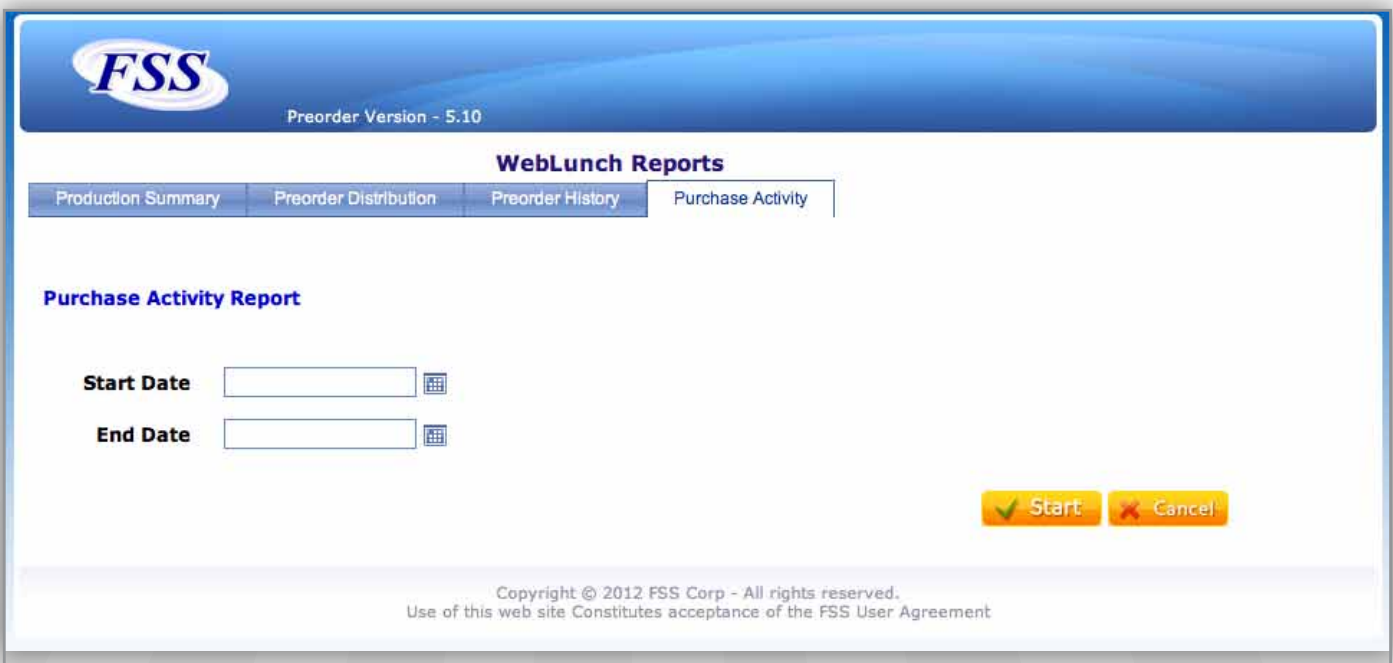 FSS
Preorder Version - 5.10
WebLunch Reports
Production Summary Preorder Distribution Preorder History Purchase Activity
Purchase Activity Report
Start Date
End Date
Start Cancel
Copyright © 2012 FSS Corp - All rights reserved.
Use of this web site Constitutes acceptance of the FSS User Agreement